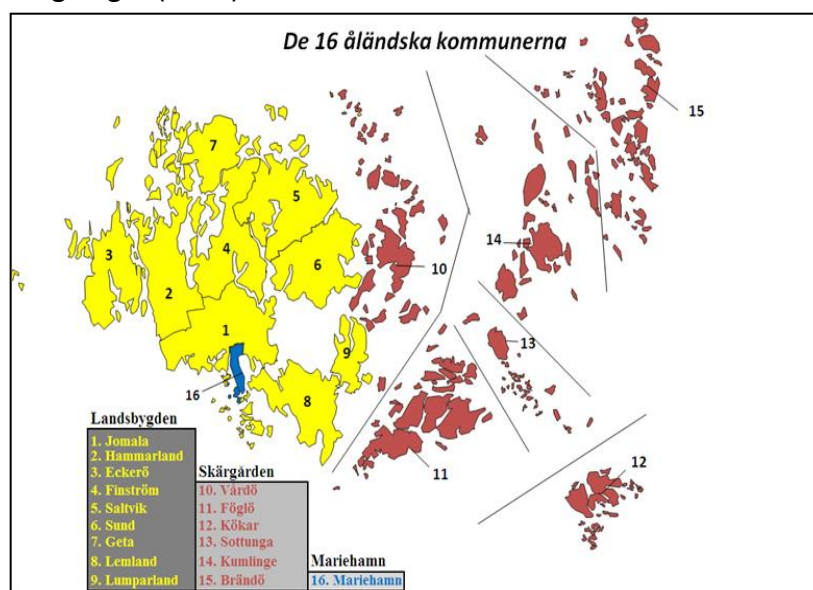 De 16 åländska kommunerna
7
5
3
4
2
6
1
9
8
16
10
11
12
13
14
15
Landsbygden
1. Jomala
2. Hammarland
3. Eckerö
4. Finström
5. Saltvik
6. Sund
7. Geta
8. Lemland
9. Lumparland
Skärgården
10. Vårdö
11. Föglö
12. Kökar
13. Sottunga
14. Kumlinge
15. Brändö
Mariehamn
16. Mariehamn